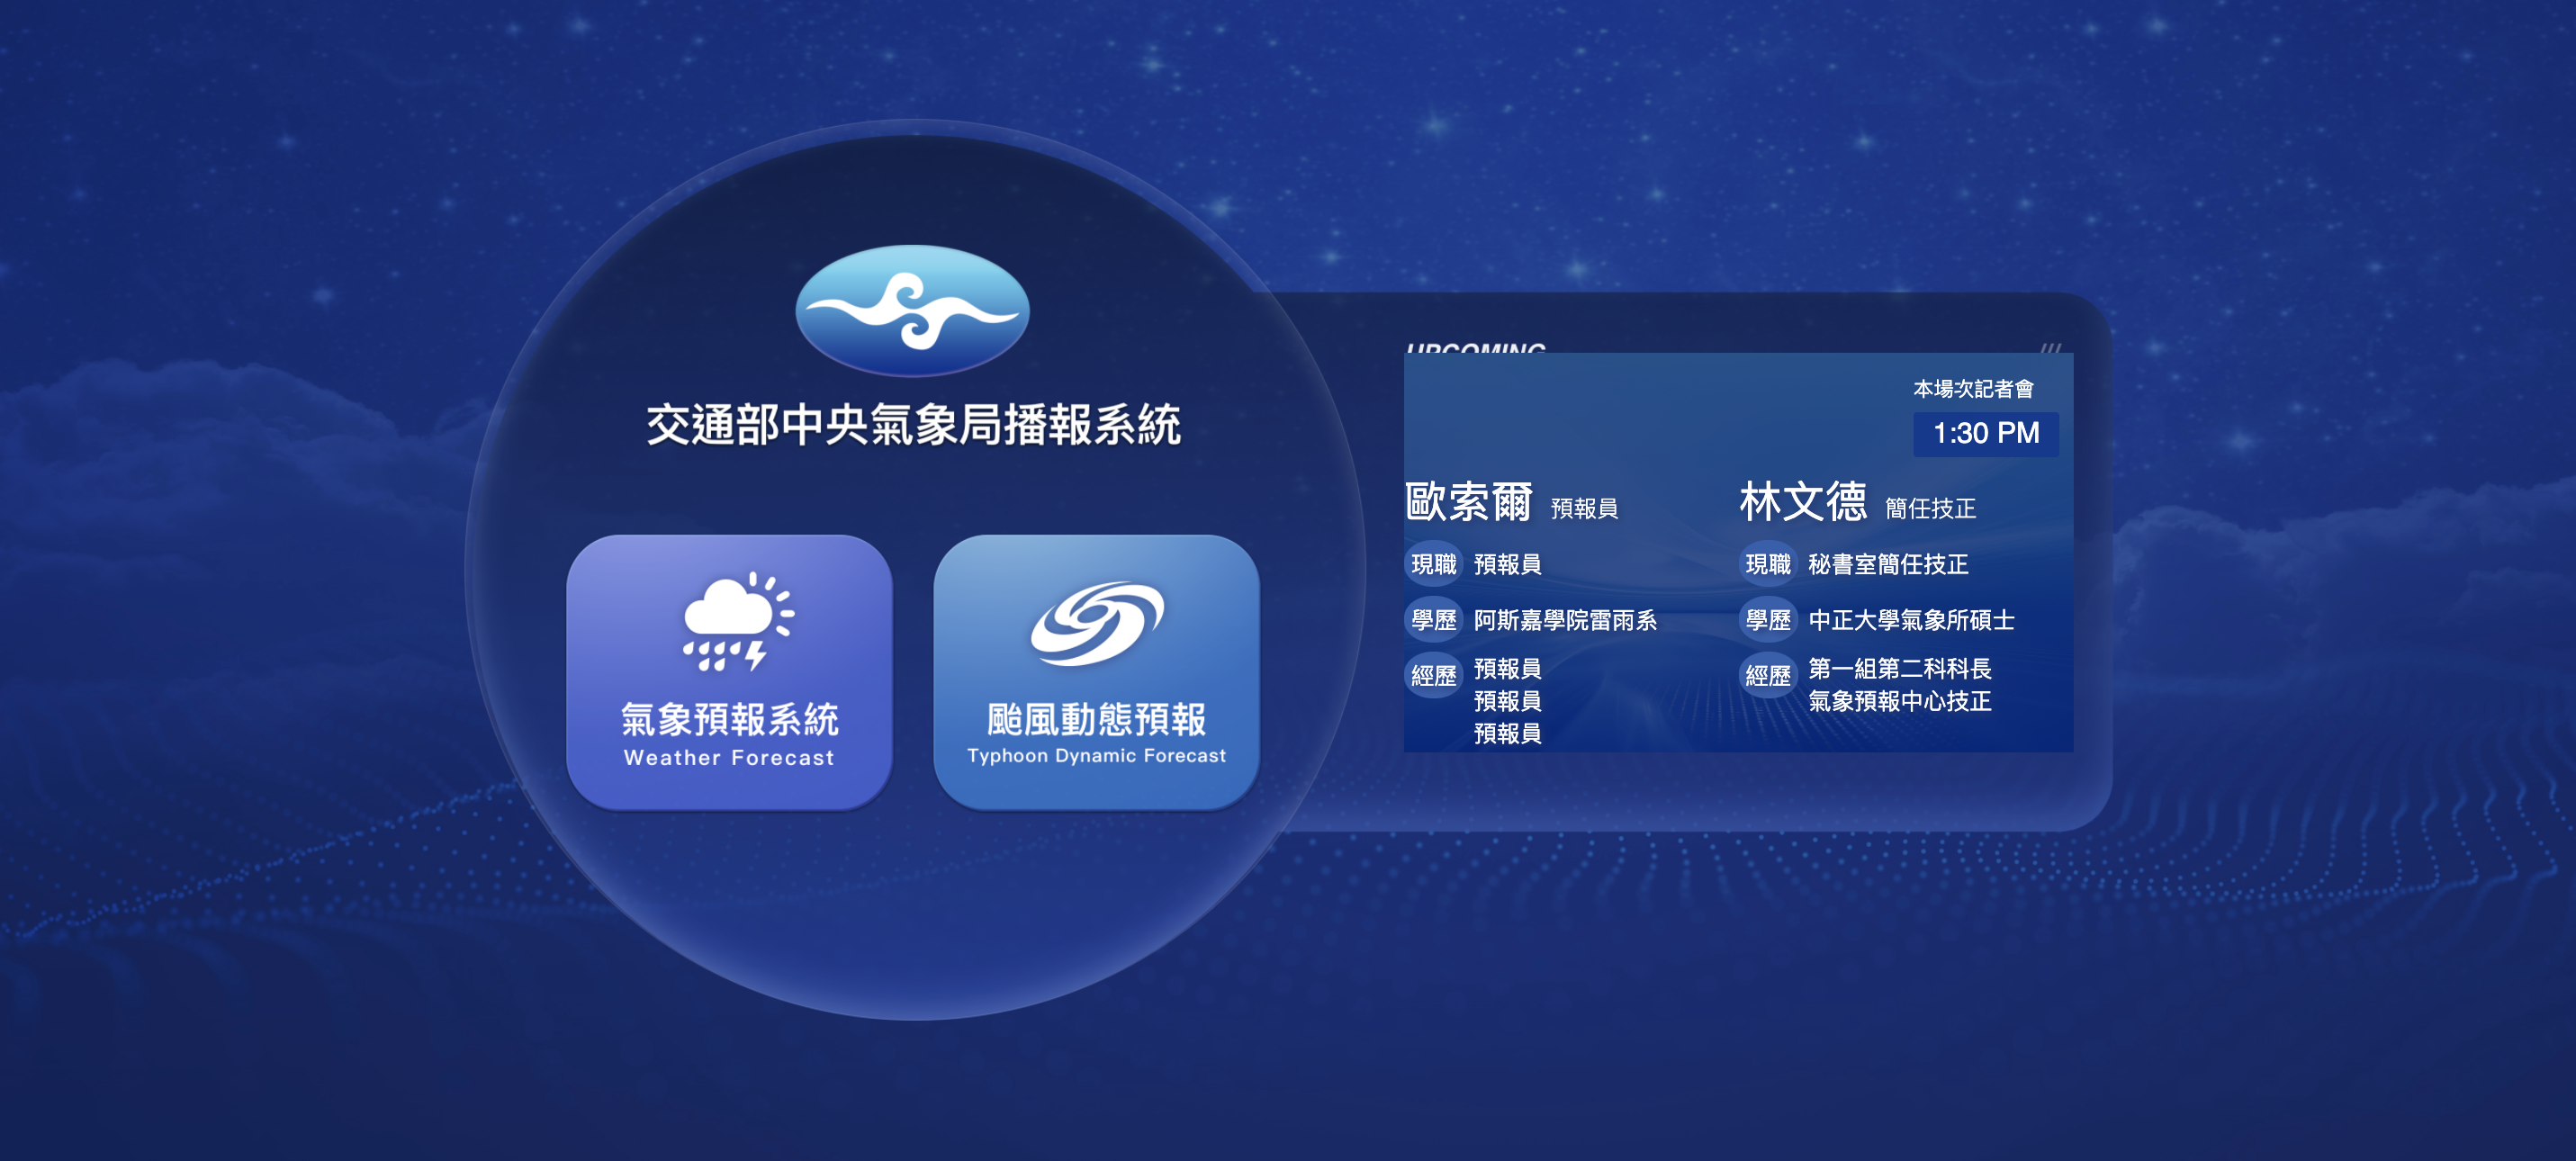 交通部中央氣象局播報系統
氣象預報系統
Weather Forecast
颱風動態預報
Typhoon Dynamic Forecast
UPCOMING
///
本場次記者會
1:30 PM
歐索爾 預報員
現職 預報員
學歷 阿斯嘉學院雷雨系
經歷 預報員
預報員
預報員
林文德 簡任技正
現職 秘書室簡任技正
學歷 中正大學氣象所碩士
經歷 第一組第二科科長
氣象預報中心技正